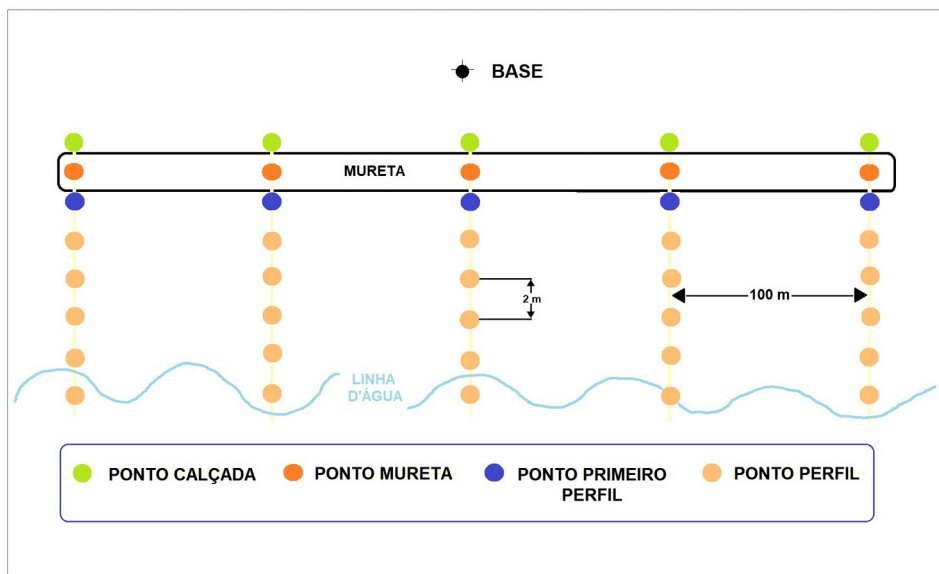 BASE
MURETA
2 m
100 m
LINHA
D'ÁGUA
PONTO CALÇADA
PONTO MURETA
PONTO PRIMEIRO
PERFIL
PONTO PERFIL